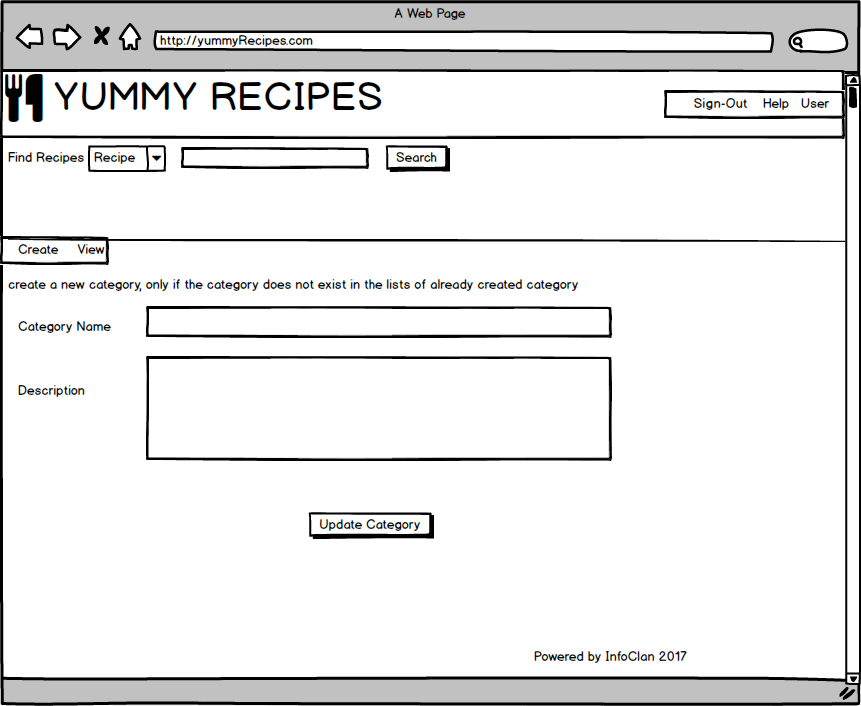 A Web Page
http://yummyRecipes.com
YUMMY RECIPES
Sign-Out Help User
Find Recipes Recipe Search
Create View
create a new category, only if the category does not exist in the lists of already created category
Category Name
Description
Update Category
Powered by InfoClan 2017